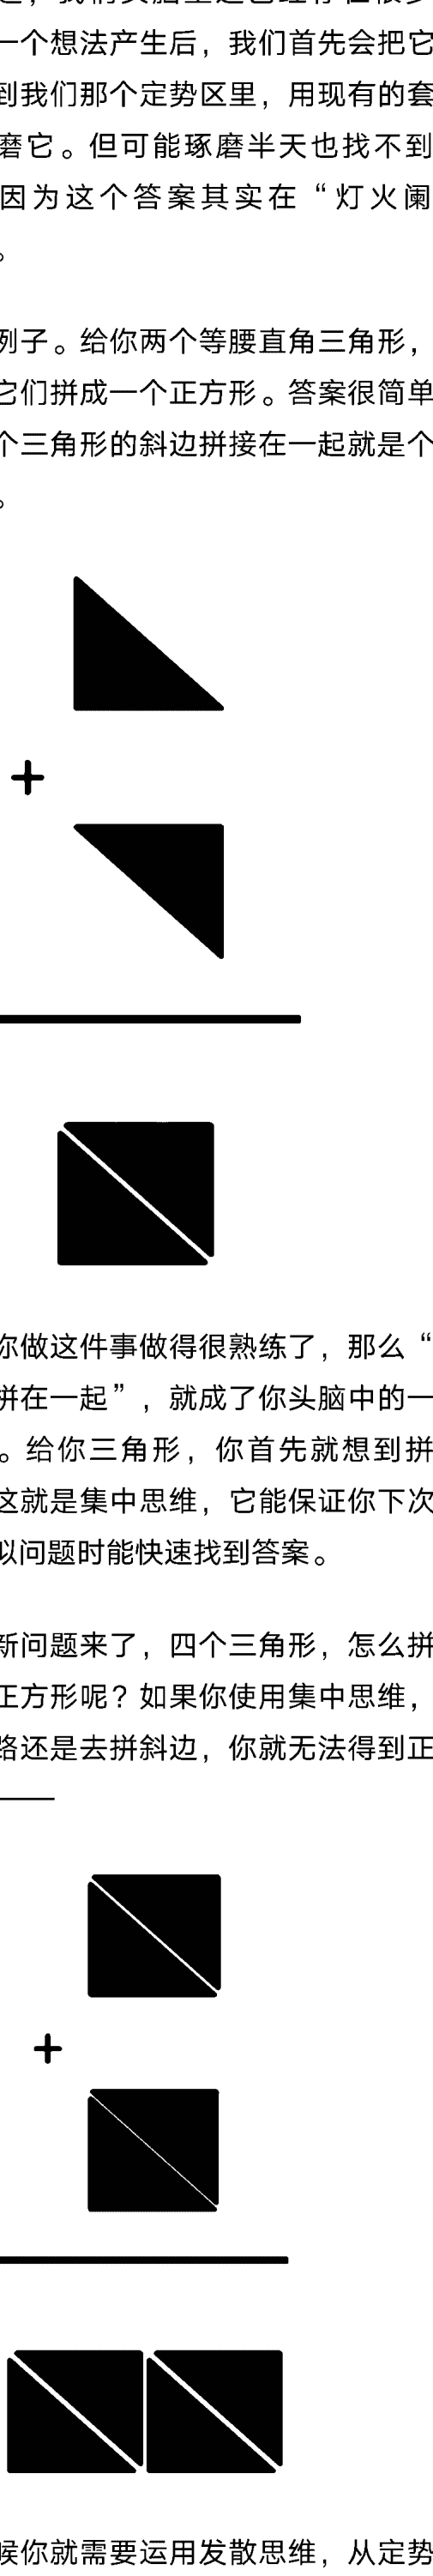 一个想法产生后，我们首先会把它
到我们那个定势区里，用现有的套
磨它。但可能琢磨半天也找不到
因为这个答案其实在“灯火阑
。
例子。给你两个等腰直角三角形，
它们拼成一个正方形。答案很简单
个三角形的斜边拼接在一起就是个
。
+
你做这件事做得很熟练了，那么“
拼在一起”，就成了你头脑中的一
。给你三角形，你首先就想到拼
这就是集中思维，它能保证你下次
以问题时能快速找到答案。
新问题来了，四个三角形，怎么拼
正方形呢？如果你使用集中思维，
路还是去拼斜边，你就无法得到正
——
+
候你就需要运用发散思维，从定势